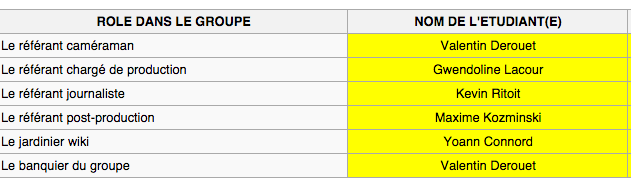 ROLE DANS LE GROUPE NOM DE L'ETUDIANT(E)
Le référant caméraman Valentin Derouet
Le référant chargé de production Gwendoline Lacour
Le référant journaliste Kevin Ritoit
Le référant post-production Maxime Kozminski
Le jardinier wiki Yoann Connord
Le banquier du groupe Valentin Derouet